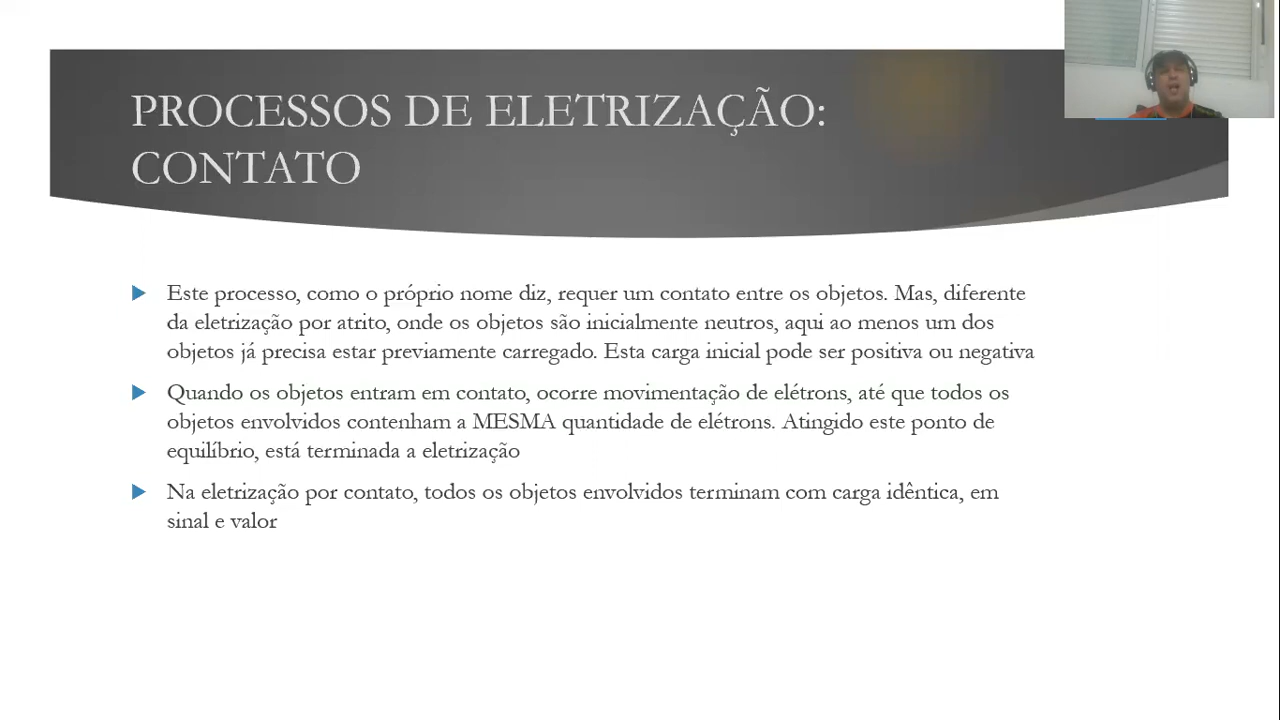 PROCESSOS DE ELETRIZAÇÃO:
CONTATO
Este processo, como o próprio nome diz, requer um contato entre os objetos. Mas, diferente
da eletrização por atrito, onde os objetos são inicialmente neutros, aqui ao menos um dos
objetos já precisa estar previamente carregado. Esta carga inicial pode ser positiva ou negativa
Quando os objetos entram em contato, ocorre movimentação de elétrons, até que todos os
objetos envolvidos contenham a MESMA quantidade de elétrons. Atingido este ponto de
equilíbrio, está terminada a eletrização
Na eletrização por contato, todos os objetos envolvidos terminam com carga idêntica, em
sinal e valor